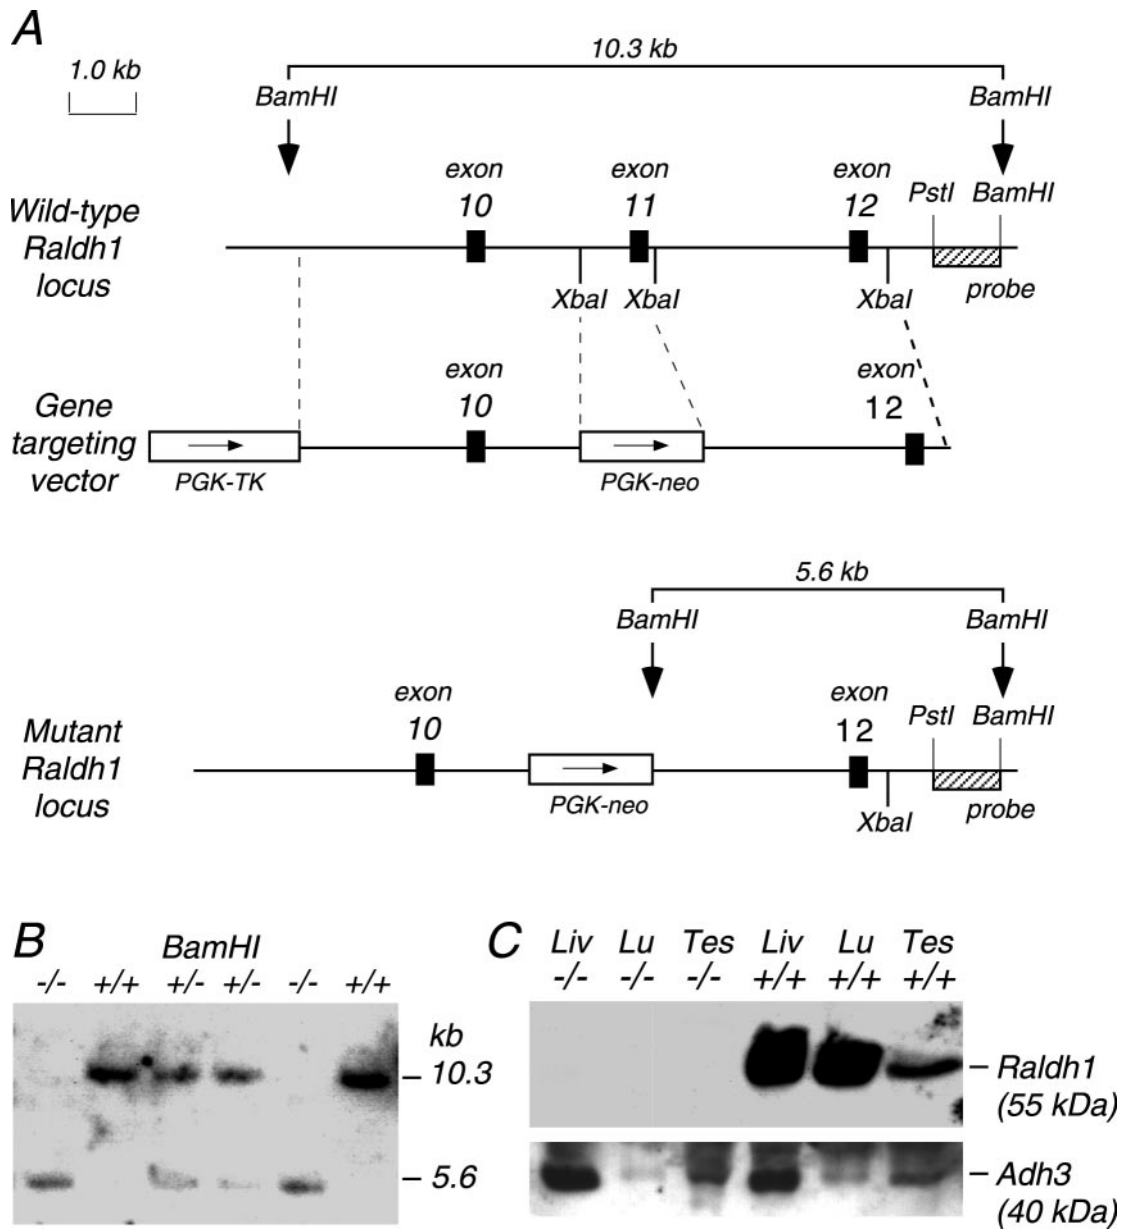 A
1.0 kb
10.3 kb
BamHI BamHI
exon 10
exon 11
exon 12
PstI BamHI
Wild-type
Raldh1
locus
XbaI XbaI XbaI
probe
Gene
targeting
vector
exon 10
exon 12
PGK-TK
PGK-neo
5.6 kb
BamHI BamHI
exon 10
exon 12
PstI BamHI
Mutant
Raldh1
locus
PGK-neo
XbaI
probe
B
BamHI
-/- +/+ +/- +/- -/- +/+
kb
– 10.3
– 5.6
C
Liv Lu Tes Liv Lu Tes
-/- -/- -/- +/+ +/+ +/+
– Raldh1
(55 kDa)
– Adh3
(40 kDa)